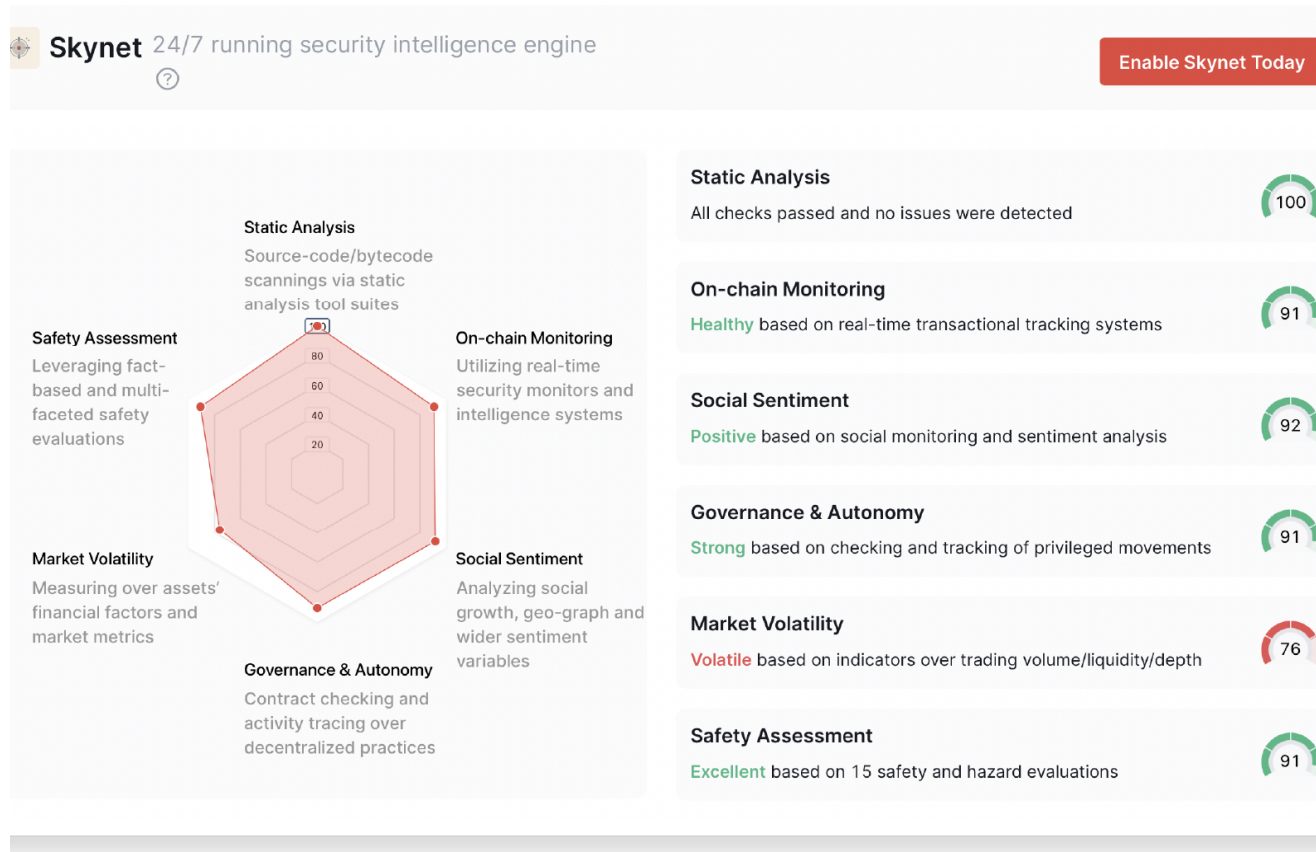 Skynet 24/7 running security intelligence engine
?
Enable Skynet Today
Static Analysis
Source-code/bytecode
scannings via static
analysis tool suites
Safety Assessment
Leveraging fact-
based and multi-
faceted safety
evaluations
On-chain Monitoring
Utilizing real-time
security monitors and
intelligence systems
80
60
40
20
Market Volatility
Measuring over assets’
financial factors and
market metrics
Social Sentiment
Analyzing social
growth, geo-graph and
wider sentiment
variables
Governance & Autonomy
Contract checking and
activity tracing over
decentralized practices
Static Analysis
All checks passed and no issues were detected
100
On-chain Monitoring
Healthy based on real-time transactional tracking systems
91
Social Sentiment
Positive based on social monitoring and sentiment analysis
92
Governance & Autonomy
Strong based on checking and tracking of privileged movements
91
Market Volatility
Volatile based on indicators over trading volume/liquidity/depth
76
Safety Assessment
Excellent based on 15 safety and hazard evaluations
91